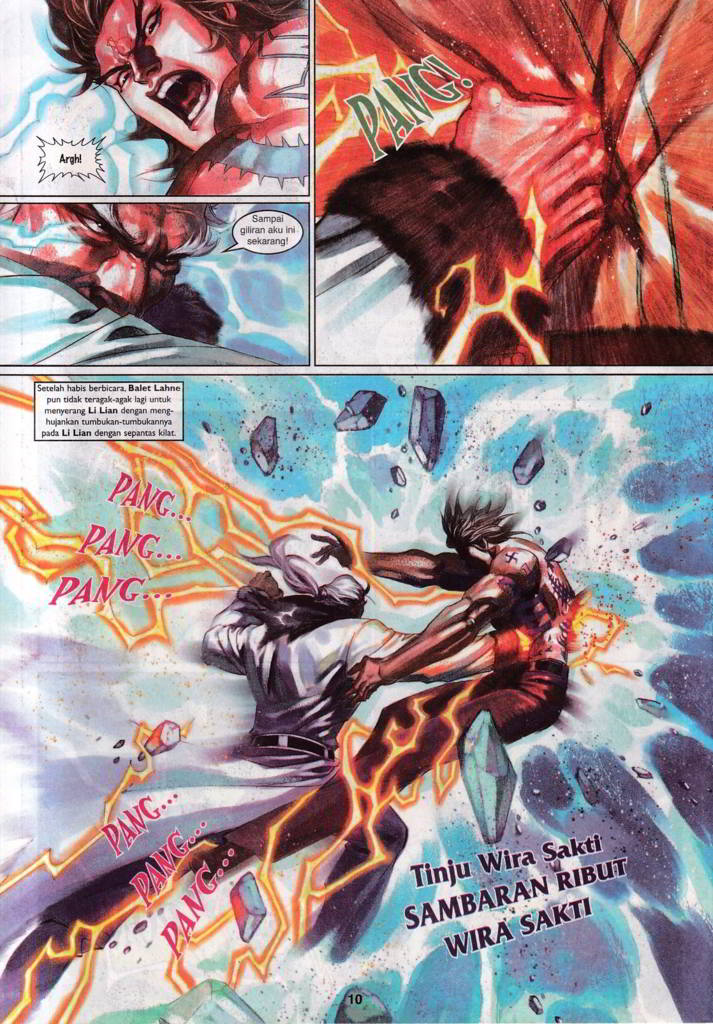 Argh!
PANG!
Sampai
giliran aku ini
sekarang!
Setelah habis berbicara, Balet Lahne
pun tidak teragak-agak lagi untuk
menyerang Li Lian dengan meng-
hujankan tumbukan-tumbukannya
pada Li Lian dengan sepantas kilat.
PANG...
PANG...
PANG...
PANG...
PANG...
PANG...
Tinju Wira Sakti
SAMBARAN RIBUT
WIRA SAKTI
10